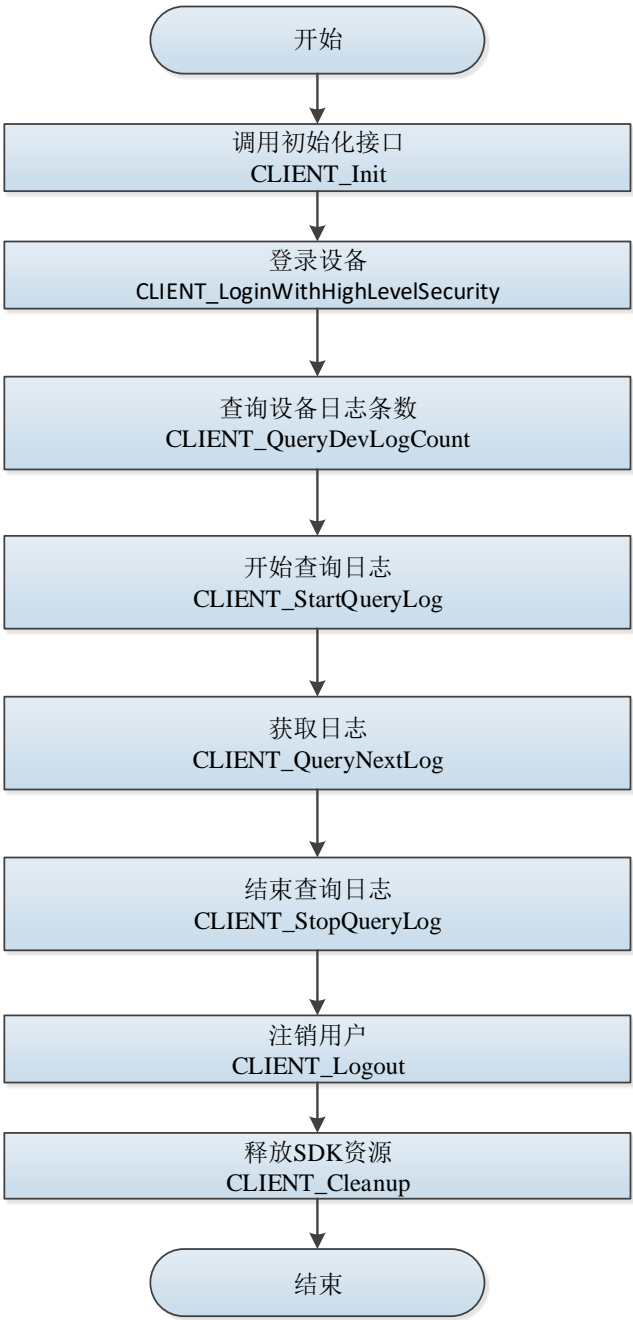 开始
调用初始化接口
CLIENT_Init
登录设备
CLIENT_LoginWithHighLevelSecurity
查询设备日志条数
CLIENT_QueryDevLogCount
开始查询日志
CLIENT_StartQueryLog
获取日志
CLIENT_QueryNextLog
结束查询日志
CLIENT_StopQueryLog
注销用户
CLIENT_Logout
释放SDK资源
CLIENT_Cleanup
结束